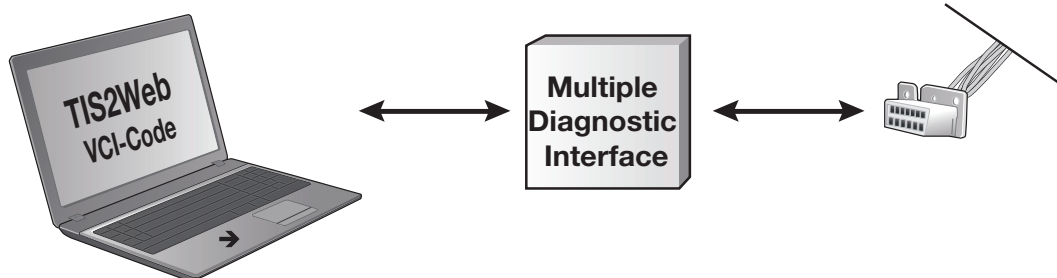 TIS2Web
VCI-Code
Multiple
Diagnostic
Interface